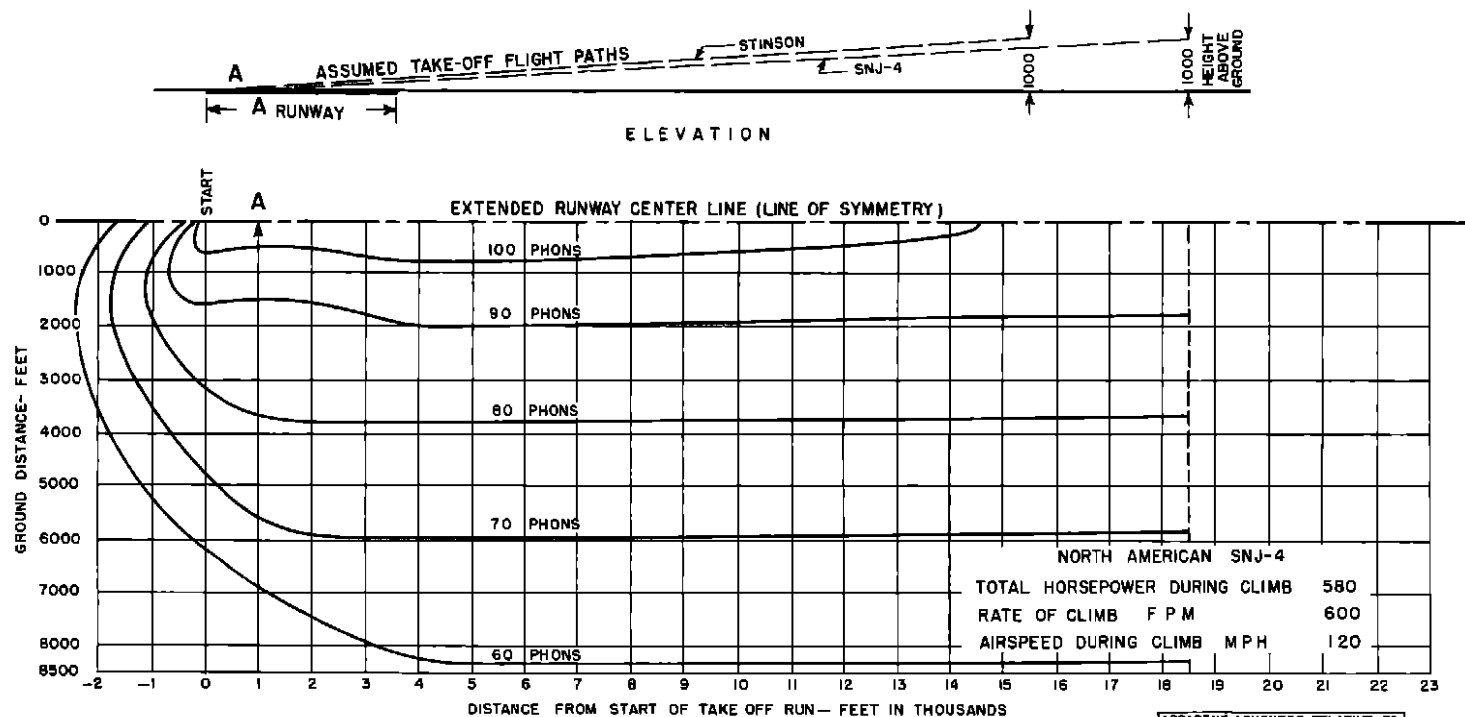 A
ASSUMED TAKE-OFF FLIGHT PATHS
STINSON
SNJ-4
1000
1000
HEIGHT ABOVE GROUND
A
RUNWAY
ELEVATION
START
A
EXTENDED RUNWAY CENTER LINE (LINE OF SYMMETRY)
0
1000
2000
3000
4000
5000
6000
7000
8000
8500
GROUND DISTANCE- FEET
100 PHONS
90 PHONS
80 PHONS
70 PHONS
60 PHONS
NORTH AMERICAN SNJ-4
TOTAL HORSEPOWER DURING CLIMB 580
RATE OF CLIMB F P M 600
AIRSPEED DURING CLIMB MPH 120
-2 -1 0 1 2 3 4 5 6 7 8 9 10 11 12 13 14 15 16 17 18 19 20 21 22 23
DISTANCE FROM START OF TAKE OFF RUN— FEET IN THOUSANDS